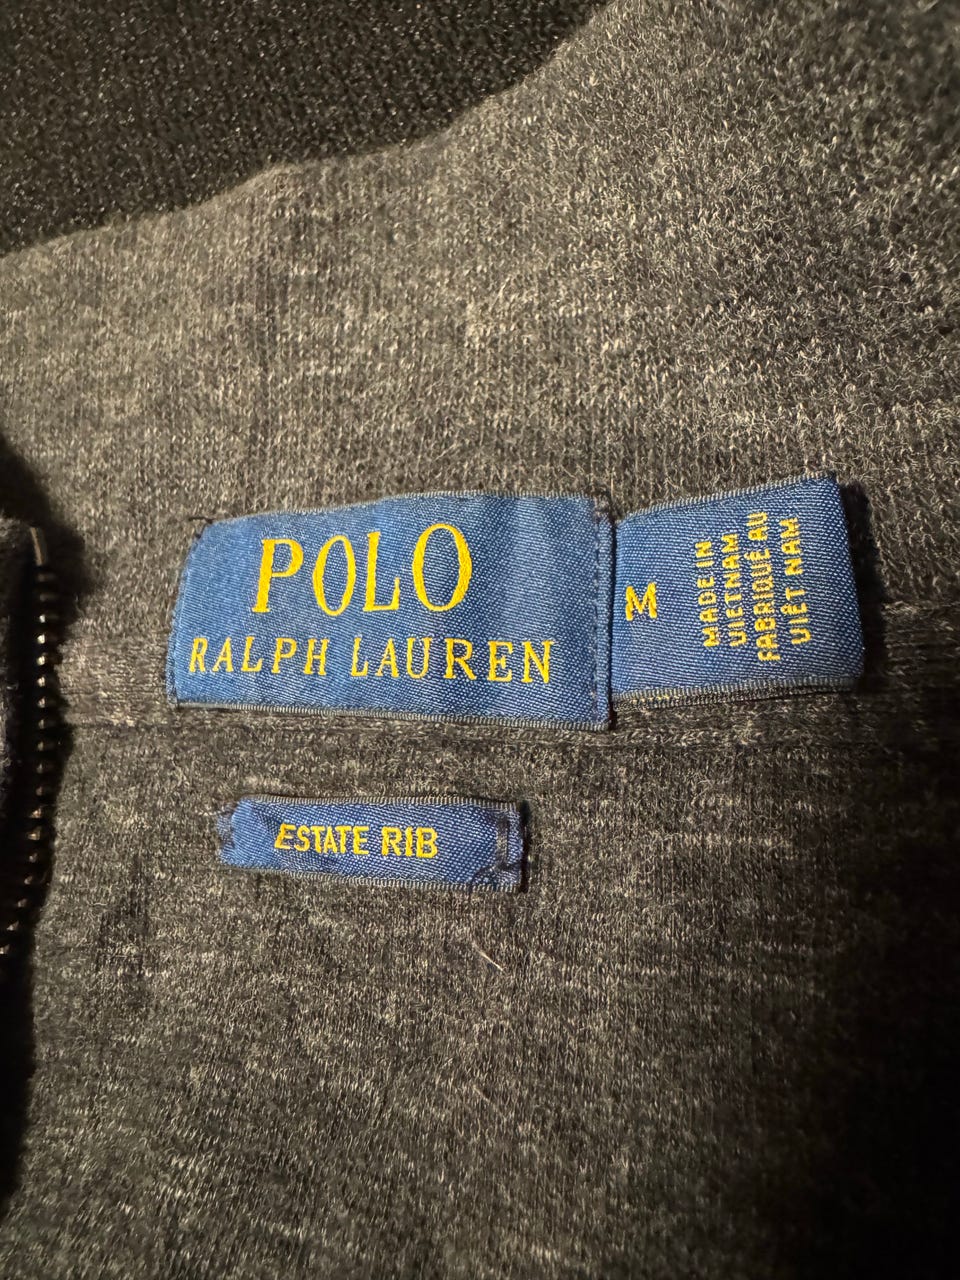 POLO
RALPH LAUREN
M
MADE IN
VIETNAM
FABRIQUÉ AU
VIÊT NAM
ESTATE RIB